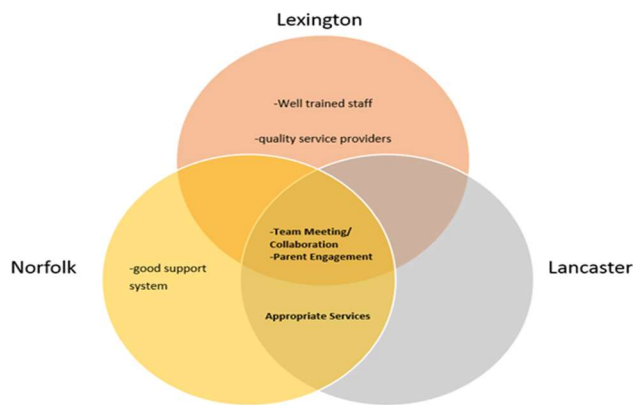 Lexington
-Well trained staff
-quality service providers
-Team Meeting/
Collaboration
-Parent Engagement
Norfolk
-good support
system
Lancaster
Appropriate Services